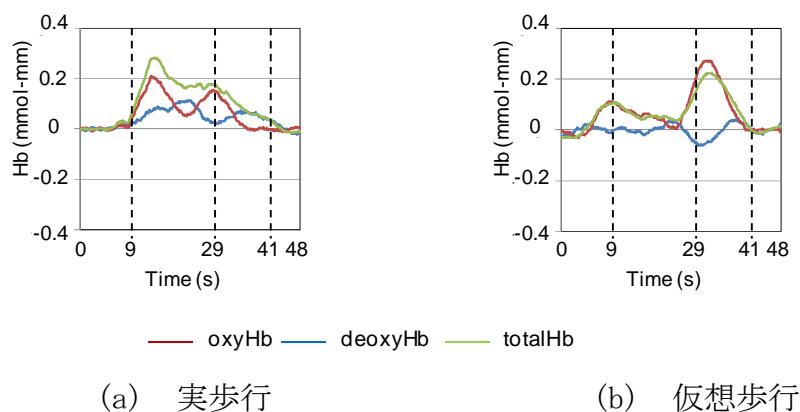 0.4
0.2
0
-0.2
-0.4
Hb (mmol-mm)
0 9 29 41 48
Time (s)
0.4
0.2
0
-0.2
-0.4
Hb (mmol-mm)
0 9 29 41 48
Time (s)
oxyHb deoxyHb totalHb
(a) 実歩行
(b) 仮想歩行